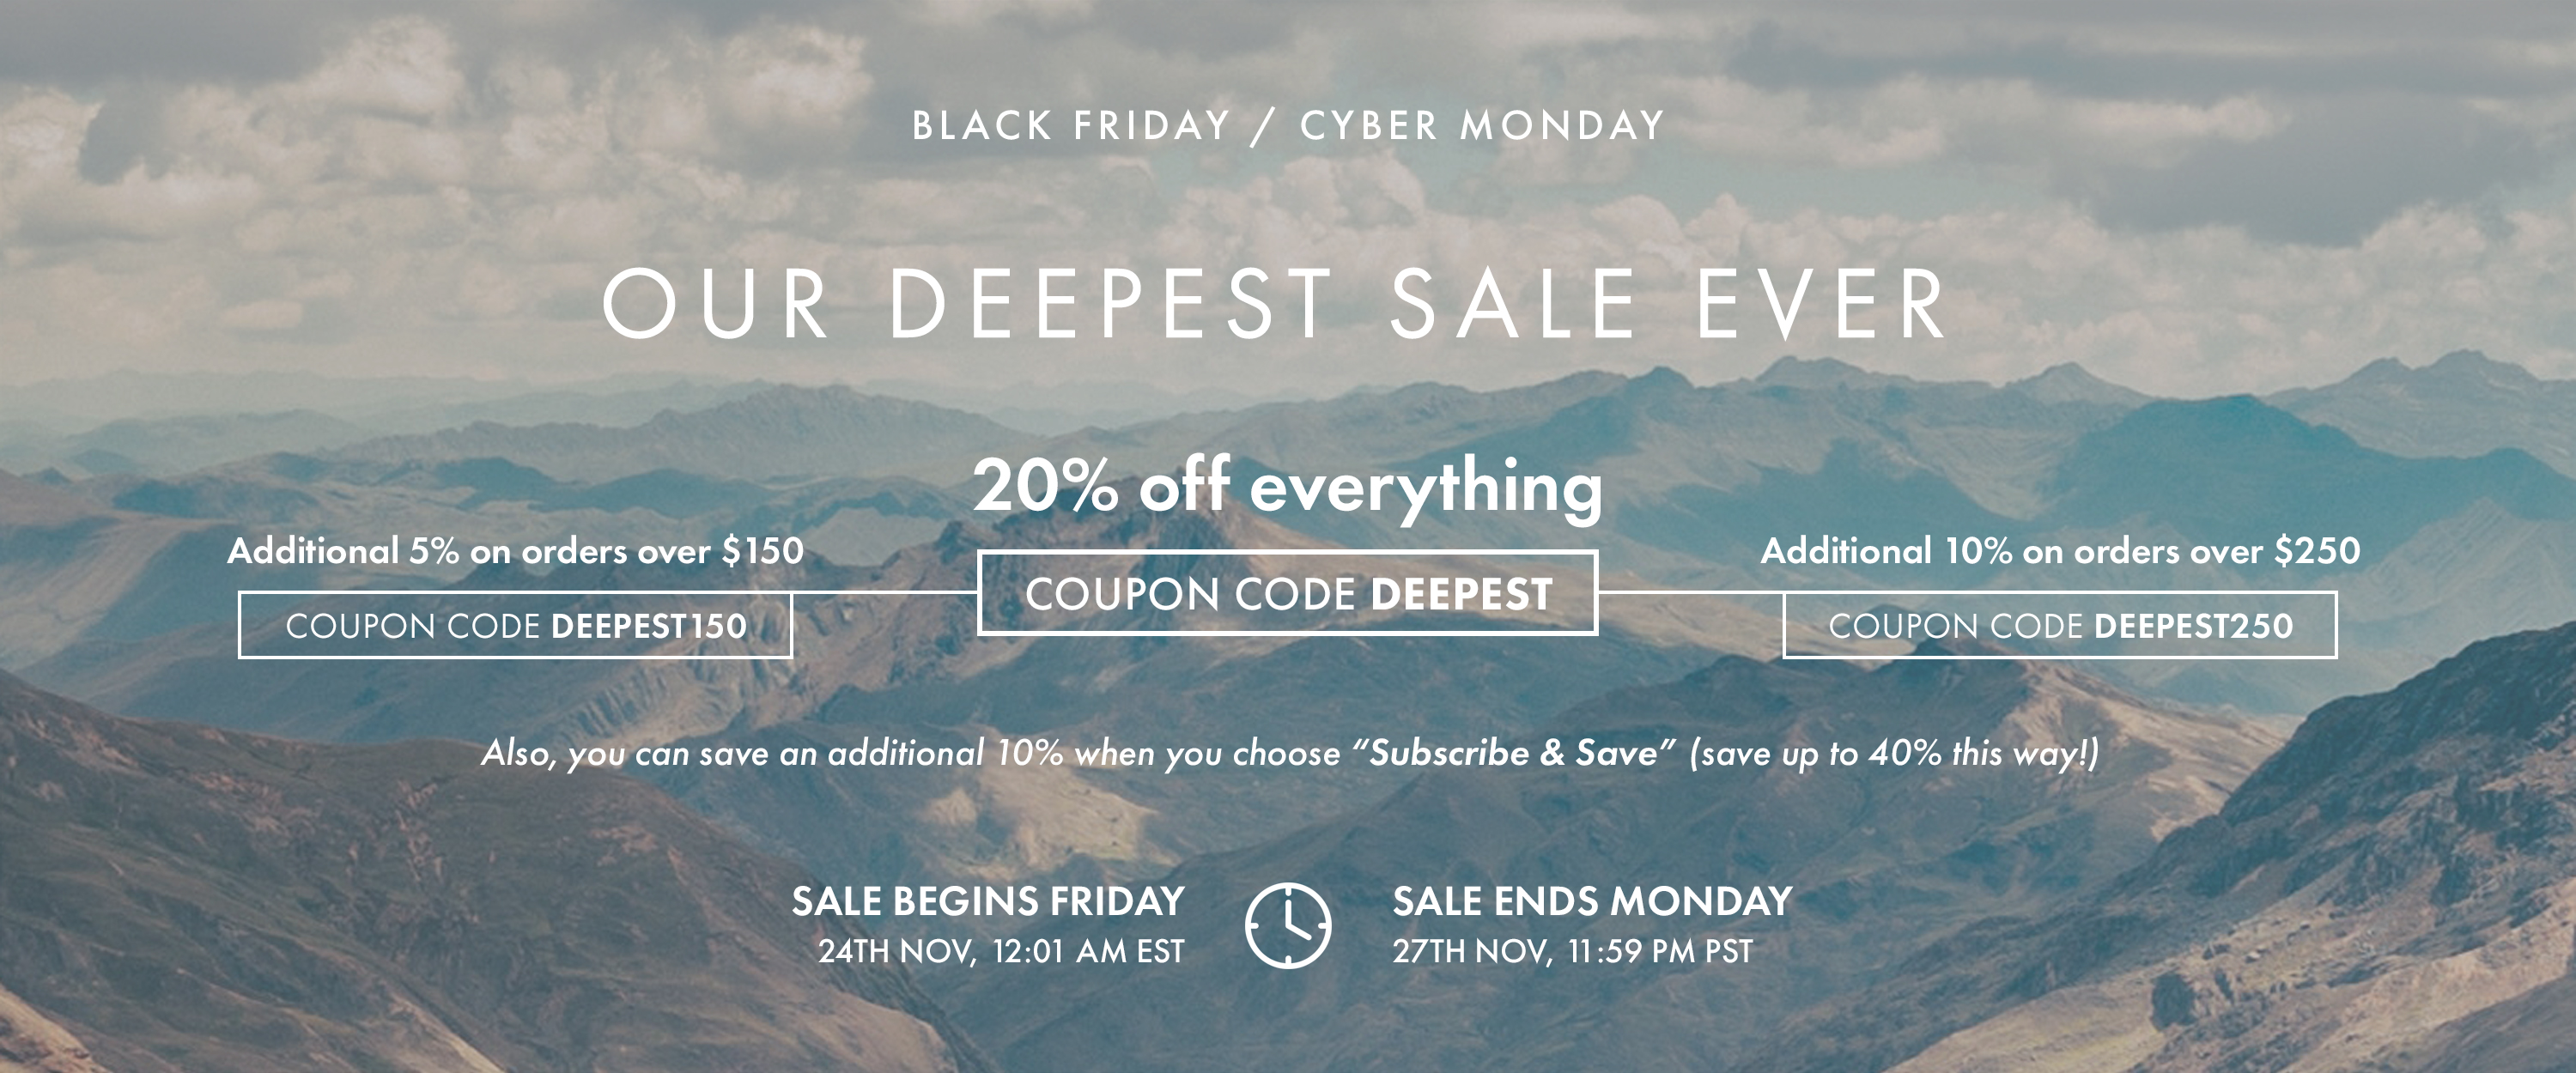 BLACK FRIDAY / CYBER MONDAY
OUR DEEPEST SALE EVER
20% off everything
COUPON CODE DEEPEST
Additional 5% on orders over $150
COUPON CODE DEEPEST150
Additional 10% on orders over $250
COUPON CODE DEEPEST250
Also, you can save an additional 10% when you choose “Subscribe & Save” (save up to 40% this way!)
SALE BEGINS FRIDAY
24TH NOV, 12:01 AM EST
SALE ENDS MONDAY
27TH NOV, 11:59 PM PST